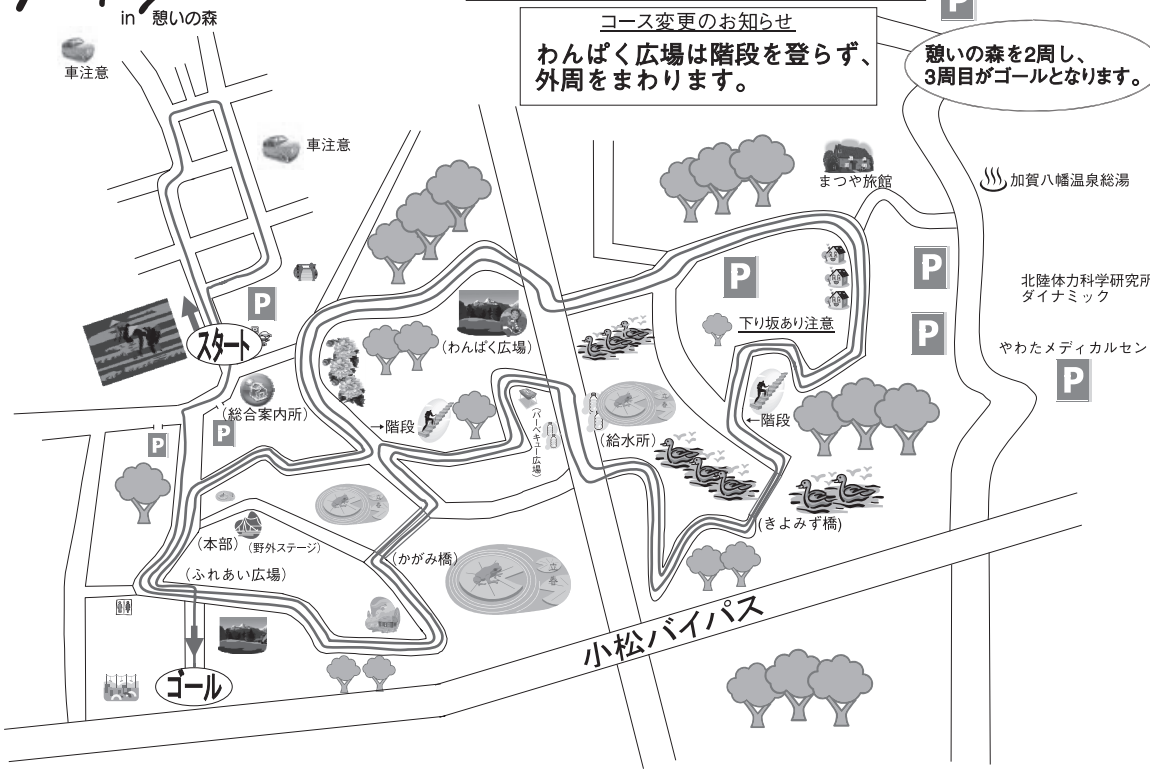 in 憩いの森
車注意
車注意
コース変更のお知らせ
わんぱく広場は階段を登らず、
外周をまわります。
P
憩いの森を2周し、
3周目がゴールとなります。
まつや旅館
加賀八幡温泉総湯
P
P
北陸体力科学研究所
ダイナミック
P
やわたメディカルセン
P
P
スタート
(わんぱく広場)
下り坂あり注意
(総合案内所)
P
P
→階段
(バーベキュー広場)
(給水所)
←階段
(きよみず橋)
(本部)
(野外ステージ)
(かがみ橋)
(ふれあい広場)
立巻
小松バイパス
ゴール